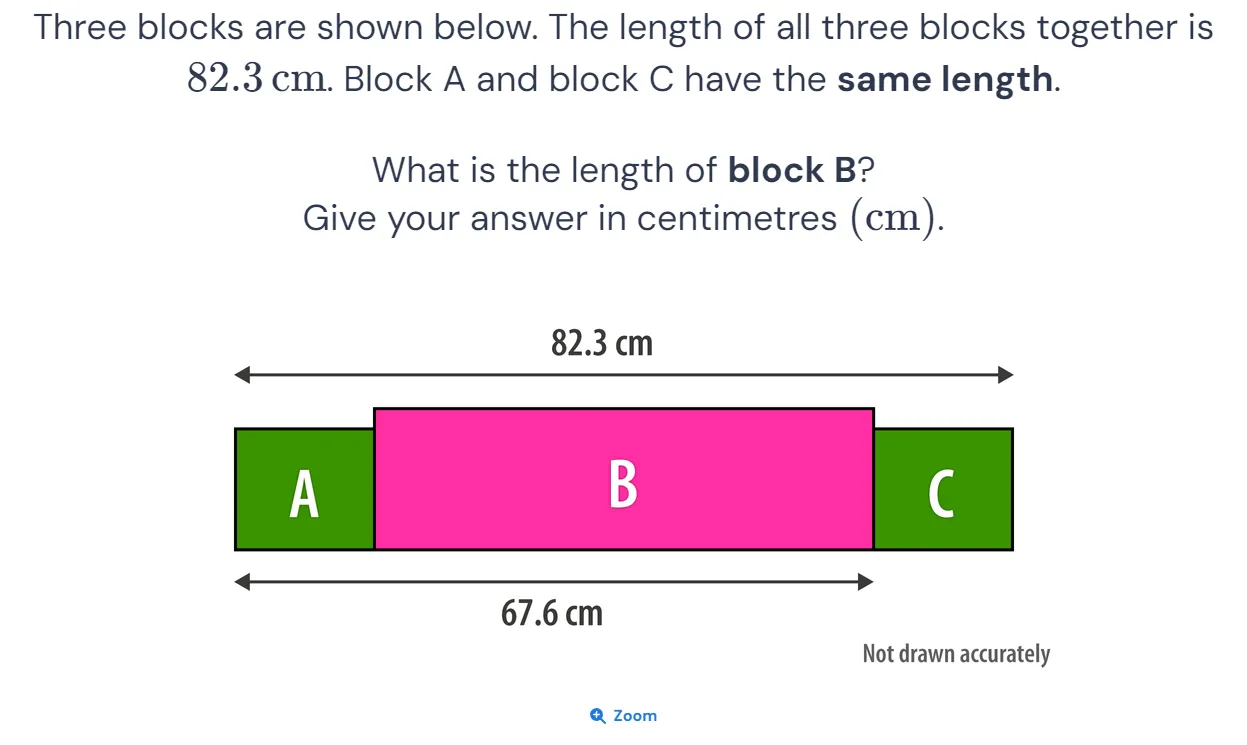 Three blocks are shown below. The length of all three blocks together is
82.3 cm. Block A and block C have the same length.
What is the length of block B?
Give your answer in centimetres (cm).
82.3 cm
A B C
67.6 cm
Not drawn accurately
Zoom